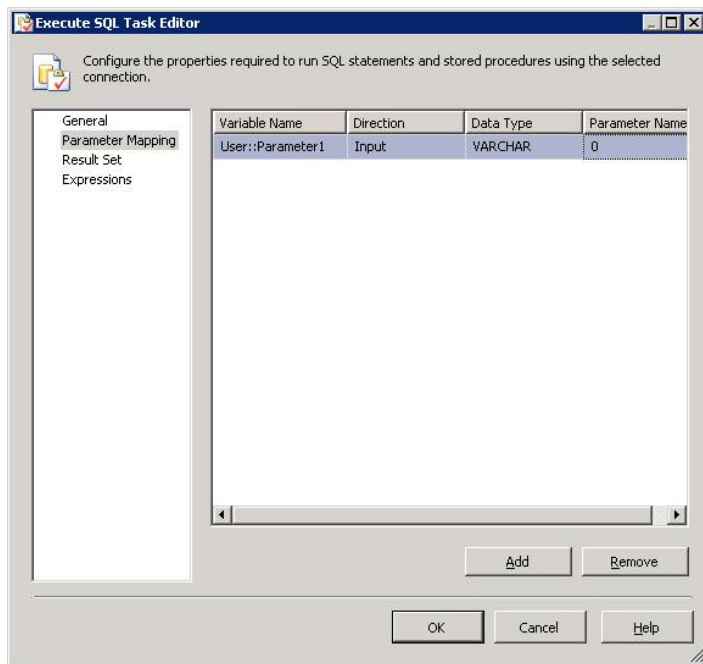 Execute SQL Task Editor
Configure the properties required to run SQL statements and stored procedures using the selected
connection.
General
Parameter Mapping
Result Set
Expressions
Variable Name Direction Data Type Parameter Name
User::Parameter1 Input VARCHAR 0
Add Remove
OK Cancel Help